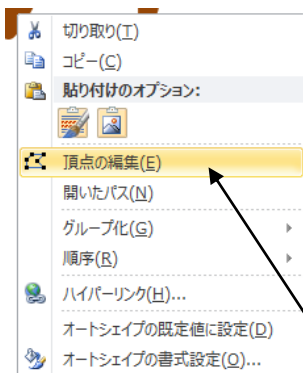 切り取り(T)
コピー(C)
貼り付けのオプション:
頂点の編集(E)
開いたパス(N)
グループ化(G)
順序(R)
ハイパーリンク(H)...
オートシェイプの既定値に設定(D)
オートシェイプの書式設定(O)...